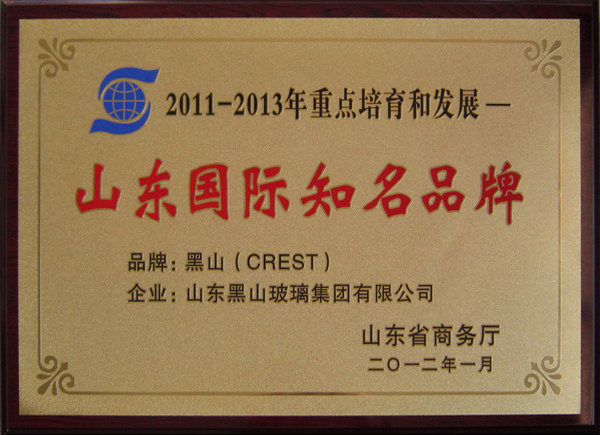 2011-2013年重点培育和发展—
山东国际知名品牌
品牌：黑山（CREST）
企业：山东黑山玻璃集团有限公司
山东省商务厅
二〇一二年一月